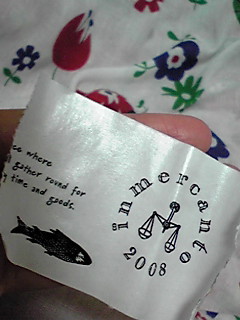 where
gather round for
time and goods.
inmercanto
2008